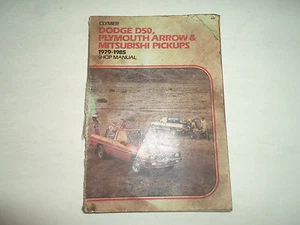 CLYMER
DODGE D50,
PLYMOUTH ARROW &
MITSUBISHI PICKUPS
1979-1985
SHOP MANUAL